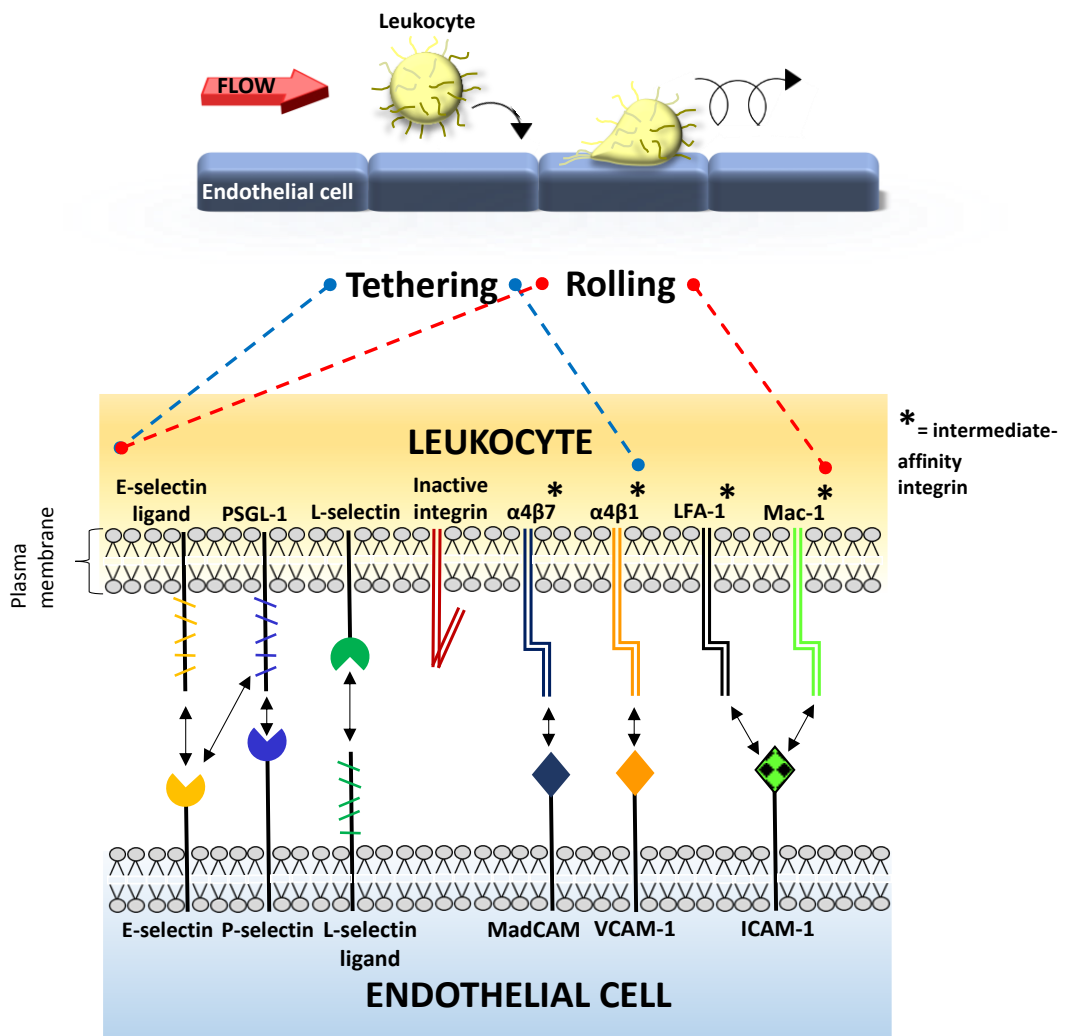 Leukocyte
FLOW
Endothelial cell
Tethering Rolling
LEUKOCYTE
* = intermediate-
affinity
integrin
E-selectin
ligand
PSGL-1
L-selectin
Inactive
integrin
α4β7 *
α4β1 *
LFA-1 *
Mac-1 *
Plasma
membrane
E-selectin
P-selectin
L-selectin
ligand
MadCAM
VCAM-1
ICAM-1
ENDOTHELIAL CELL